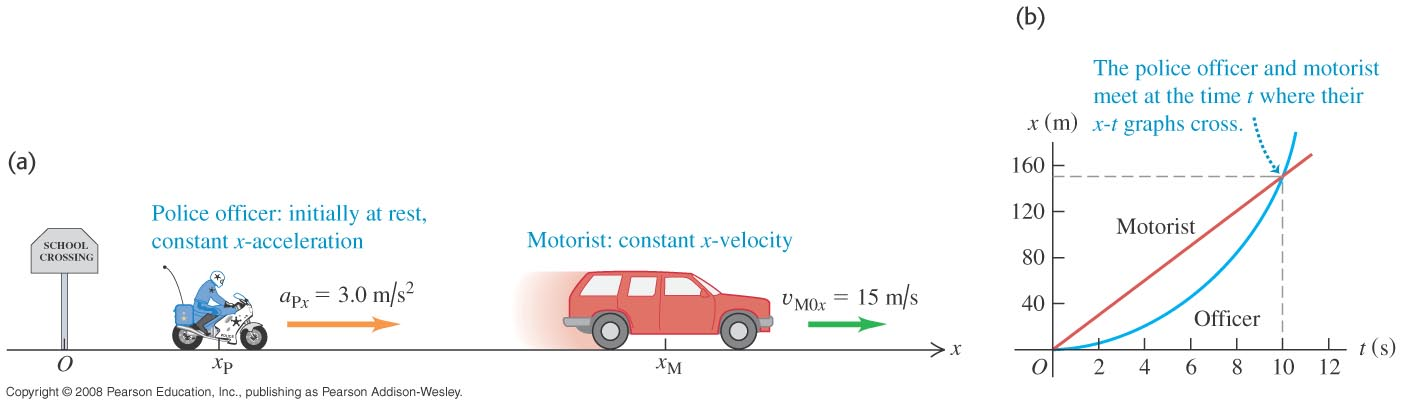 (a)
SCHOOL
CROSSING
Police officer: initially at rest,
constant x-acceleration
aPx = 3.0 m/s²
POLICE
Motorist: constant x-velocity
vM0x = 15 m/s
O
xP
xM
x
Copyright © 2008 Pearson Education, Inc., publishing as Pearson Addison-Wesley.
(b)
The police officer and motorist
meet at the time t where their
x-t graphs cross.
x (m)
160
120
80
40
Motorist
Officer
O 2 4 6 8 10 12
t (s)